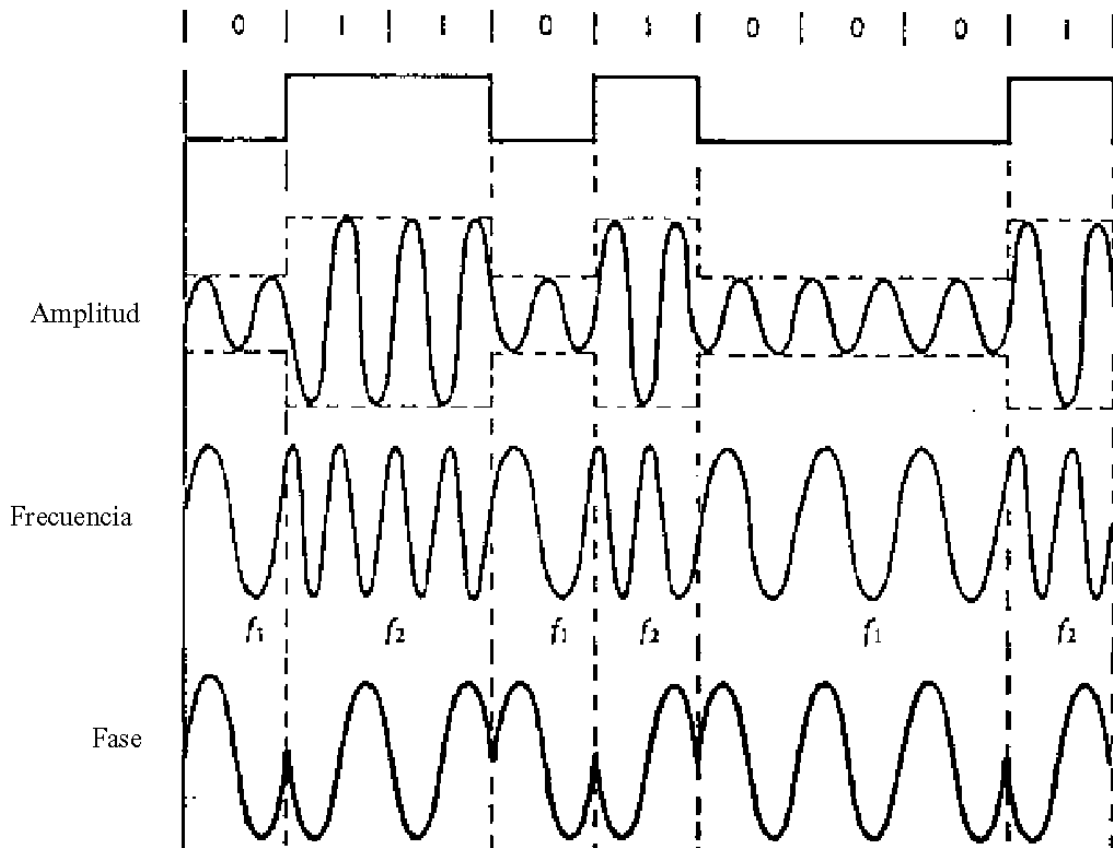 0 1 1 0 1 0 0 0 1
Amplitud
Frecuencia
f1 f2 f1 f2 f1 f2
Fase